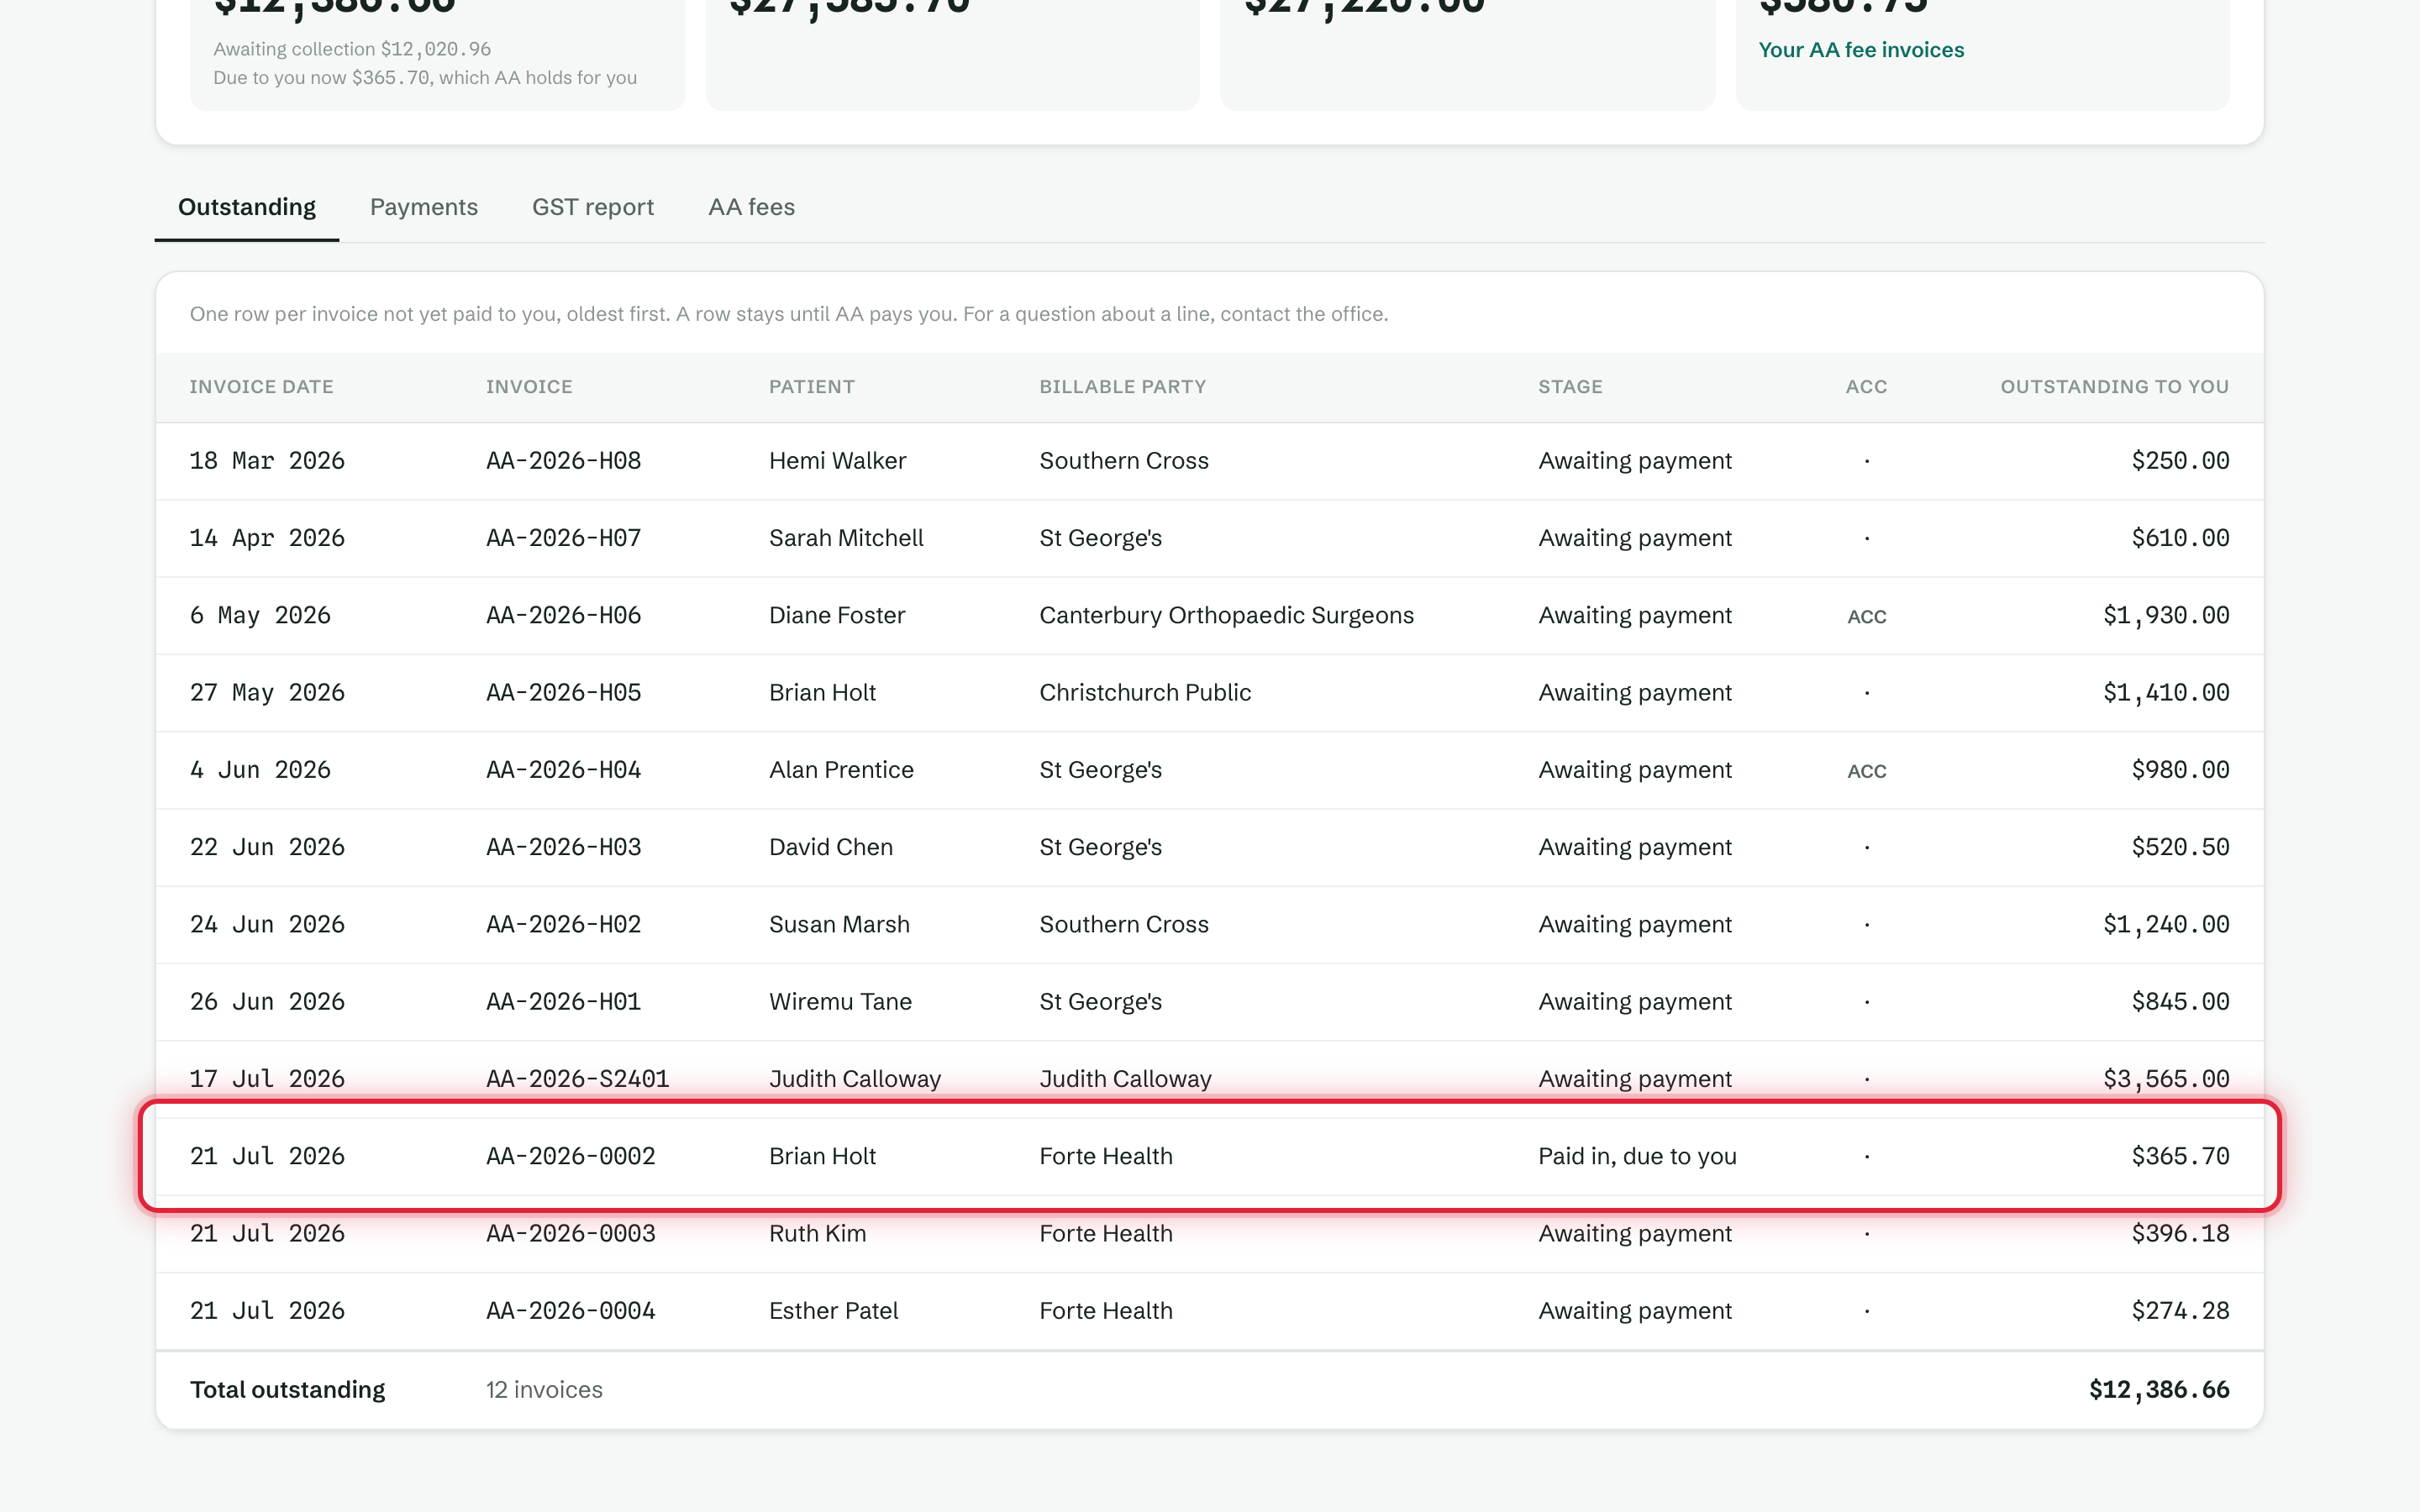 $12,386.66 $27,585.70 $27,220.00
Awaiting collection $12,020.96
Due to you now $365.70, which AA holds for you
Your AA fee invoices
Outstanding Payments GST report AA fees
One row per invoice not yet paid to you, oldest first. A row stays until AA pays you. For a question about a line, contact the office.
INVOICE DATE INVOICE PATIENT BILLABLE PARTY STAGE ACC OUTSTANDING TO YOU
18 Mar 2026 AA-2026-H08 Hemi Walker Southern Cross Awaiting payment · $250.00
14 Apr 2026 AA-2026-H07 Sarah Mitchell St George's Awaiting payment · $610.00
6 May 2026 AA-2026-H06 Diane Foster Canterbury Orthopaedic Surgeons Awaiting payment ACC $1,930.00
27 May 2026 AA-2026-H05 Brian Holt Christchurch Public Awaiting payment · $1,410.00
4 Jun 2026 AA-2026-H04 Alan Prentice St George's Awaiting payment ACC $980.00
22 Jun 2026 AA-2026-H03 David Chen St George's Awaiting payment · $520.50
24 Jun 2026 AA-2026-H02 Susan Marsh Southern Cross Awaiting payment · $1,240.00
26 Jun 2026 AA-2026-H01 Wiremu Tane St George's Awaiting payment · $845.00
17 Jul 2026 AA-2026-S2401 Judith Calloway Judith Calloway Awaiting payment · $3,565.00
21 Jul 2026 AA-2026-0002 Brian Holt Forte Health Paid in, due to you · $365.70
21 Jul 2026 AA-2026-0003 Ruth Kim Forte Health Awaiting payment · $396.18
21 Jul 2026 AA-2026-0004 Esther Patel Forte Health Awaiting payment · $274.28
Total outstanding 12 invoices $12,386.66